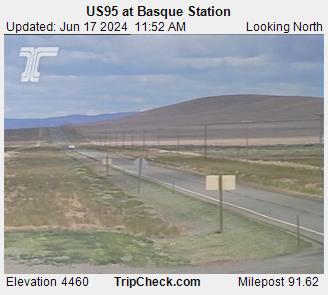 US95 at Basque Station
Updated: Jun 17 2024 11:52 AM Looking North
Elevation 4460 TripCheck.com Milepost 91.62